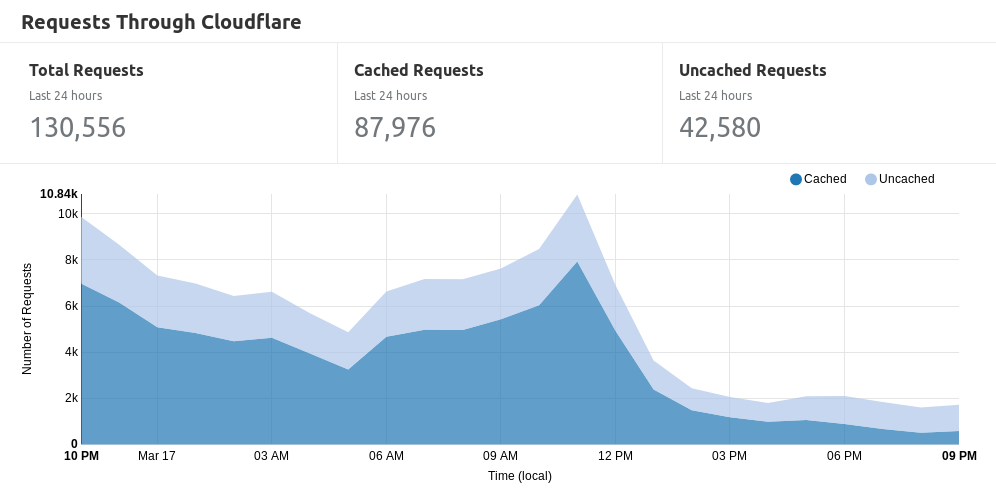 Requests Through Cloudflare
Total Requests
Last 24 hours
130,556
Cached Requests
Last 24 hours
87,976
Uncached Requests
Last 24 hours
42,580
Cached Uncached
10.84k
10k
8k
6k
4k
2k
0
Number of Requests
10 PM Mar 17 03 AM 06 AM 09 AM 12 PM 03 PM 06 PM 09 PM
Time (local)